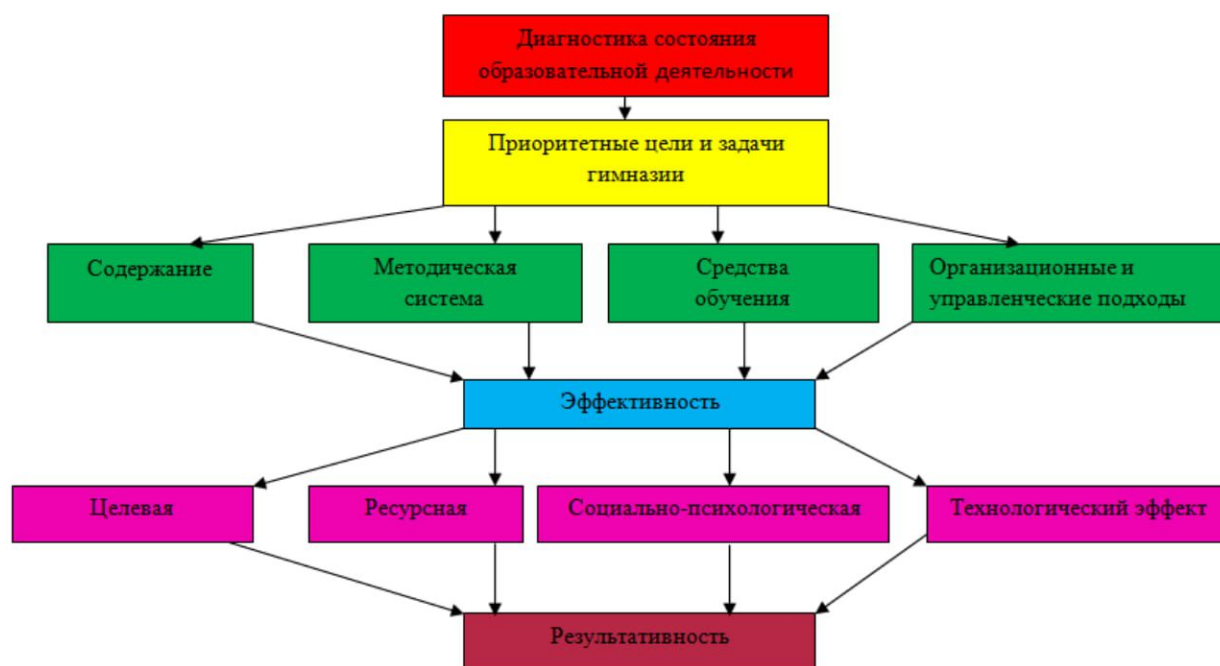 Диагностика состояния
образовательной деятельности
Приоритетные цели и задачи
гимназии
Содержание
Методическая
система
Средства
обучения
Организационные и
управленческие подходы
Эффективность
Целевая
Ресурсная
Социально-психологическая
Технологический эффект
Результативность